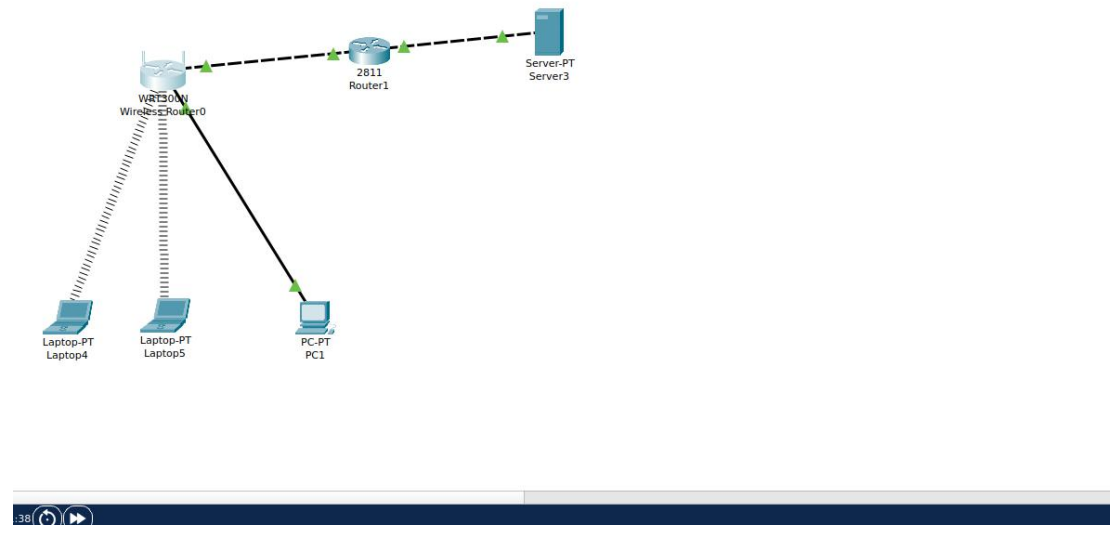 Server-PT
Server3
2811
Router1
WRT300N
Wireless Router0
Laptop-PT
Laptop4
Laptop-PT
Laptop5
PC-PT
PC1
:38